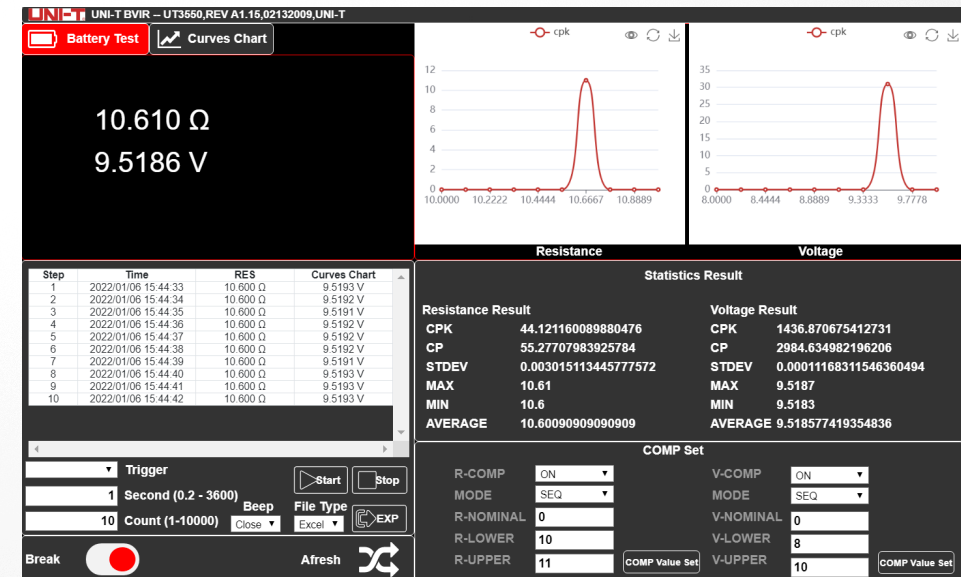 UNI-T UNI-T BVIR -- UT3550,REV A1.15,02132009,UNI-T
Battery Test Curves Chart
10.610 Ω
9.5186 V
cpk
12
10
8
6
4
2
0
10.0000 10.2222 10.4444 10.6667 10.8889
Resistance
cpk
35
30
25
20
15
10
5
0
8.0000 8.4444 8.8889 9.3333 9.7778
Voltage
Step Time RES Curves Chart
1 2022/01/06 15:44:33 10.600 Ω 9.5193 V
2 2022/01/06 15:44:34 10.600 Ω 9.5192 V
3 2022/01/06 15:44:35 10.600 Ω 9.5191 V
4 2022/01/06 15:44:36 10.600 Ω 9.5192 V
5 2022/01/06 15:44:37 10.600 Ω 9.5192 V
6 2022/01/06 15:44:38 10.600 Ω 9.5192 V
7 2022/01/06 15:44:39 10.600 Ω 9.5191 V
8 2022/01/06 15:44:40 10.600 Ω 9.5193 V
9 2022/01/06 15:44:41 10.600 Ω 9.5193 V
10 2022/01/06 15:44:42 10.600 Ω 9.5193 V
Statistics Result
Resistance Result
CPK 44.121160089880476
CP 55.27707983925784
STDEV 0.003015113445777572
MAX 10.61
MIN 10.6
AVERAGE 10.60090909090909
Voltage Result
CPK 1436.870675412731
CP 2984.634982196206
STDEV 0.00011168311546360494
MAX 9.5187
MIN 9.5183
AVERAGE 9.518577419354836
Trigger
1 Second (0.2 - 3600)
10 Count (1-10000)
Beep
Close
File Type
Excel
Start
Stop
EXP
Break
Afresh
COMP Set
R-COMP ON
MODE SEQ
R-NOMINAL 0
R-LOWER 10
R-UPPER 11
COMP Value Set
V-COMP ON
MODE SEQ
V-NOMINAL 0
V-LOWER 8
V-UPPER 10
COMP Value Set